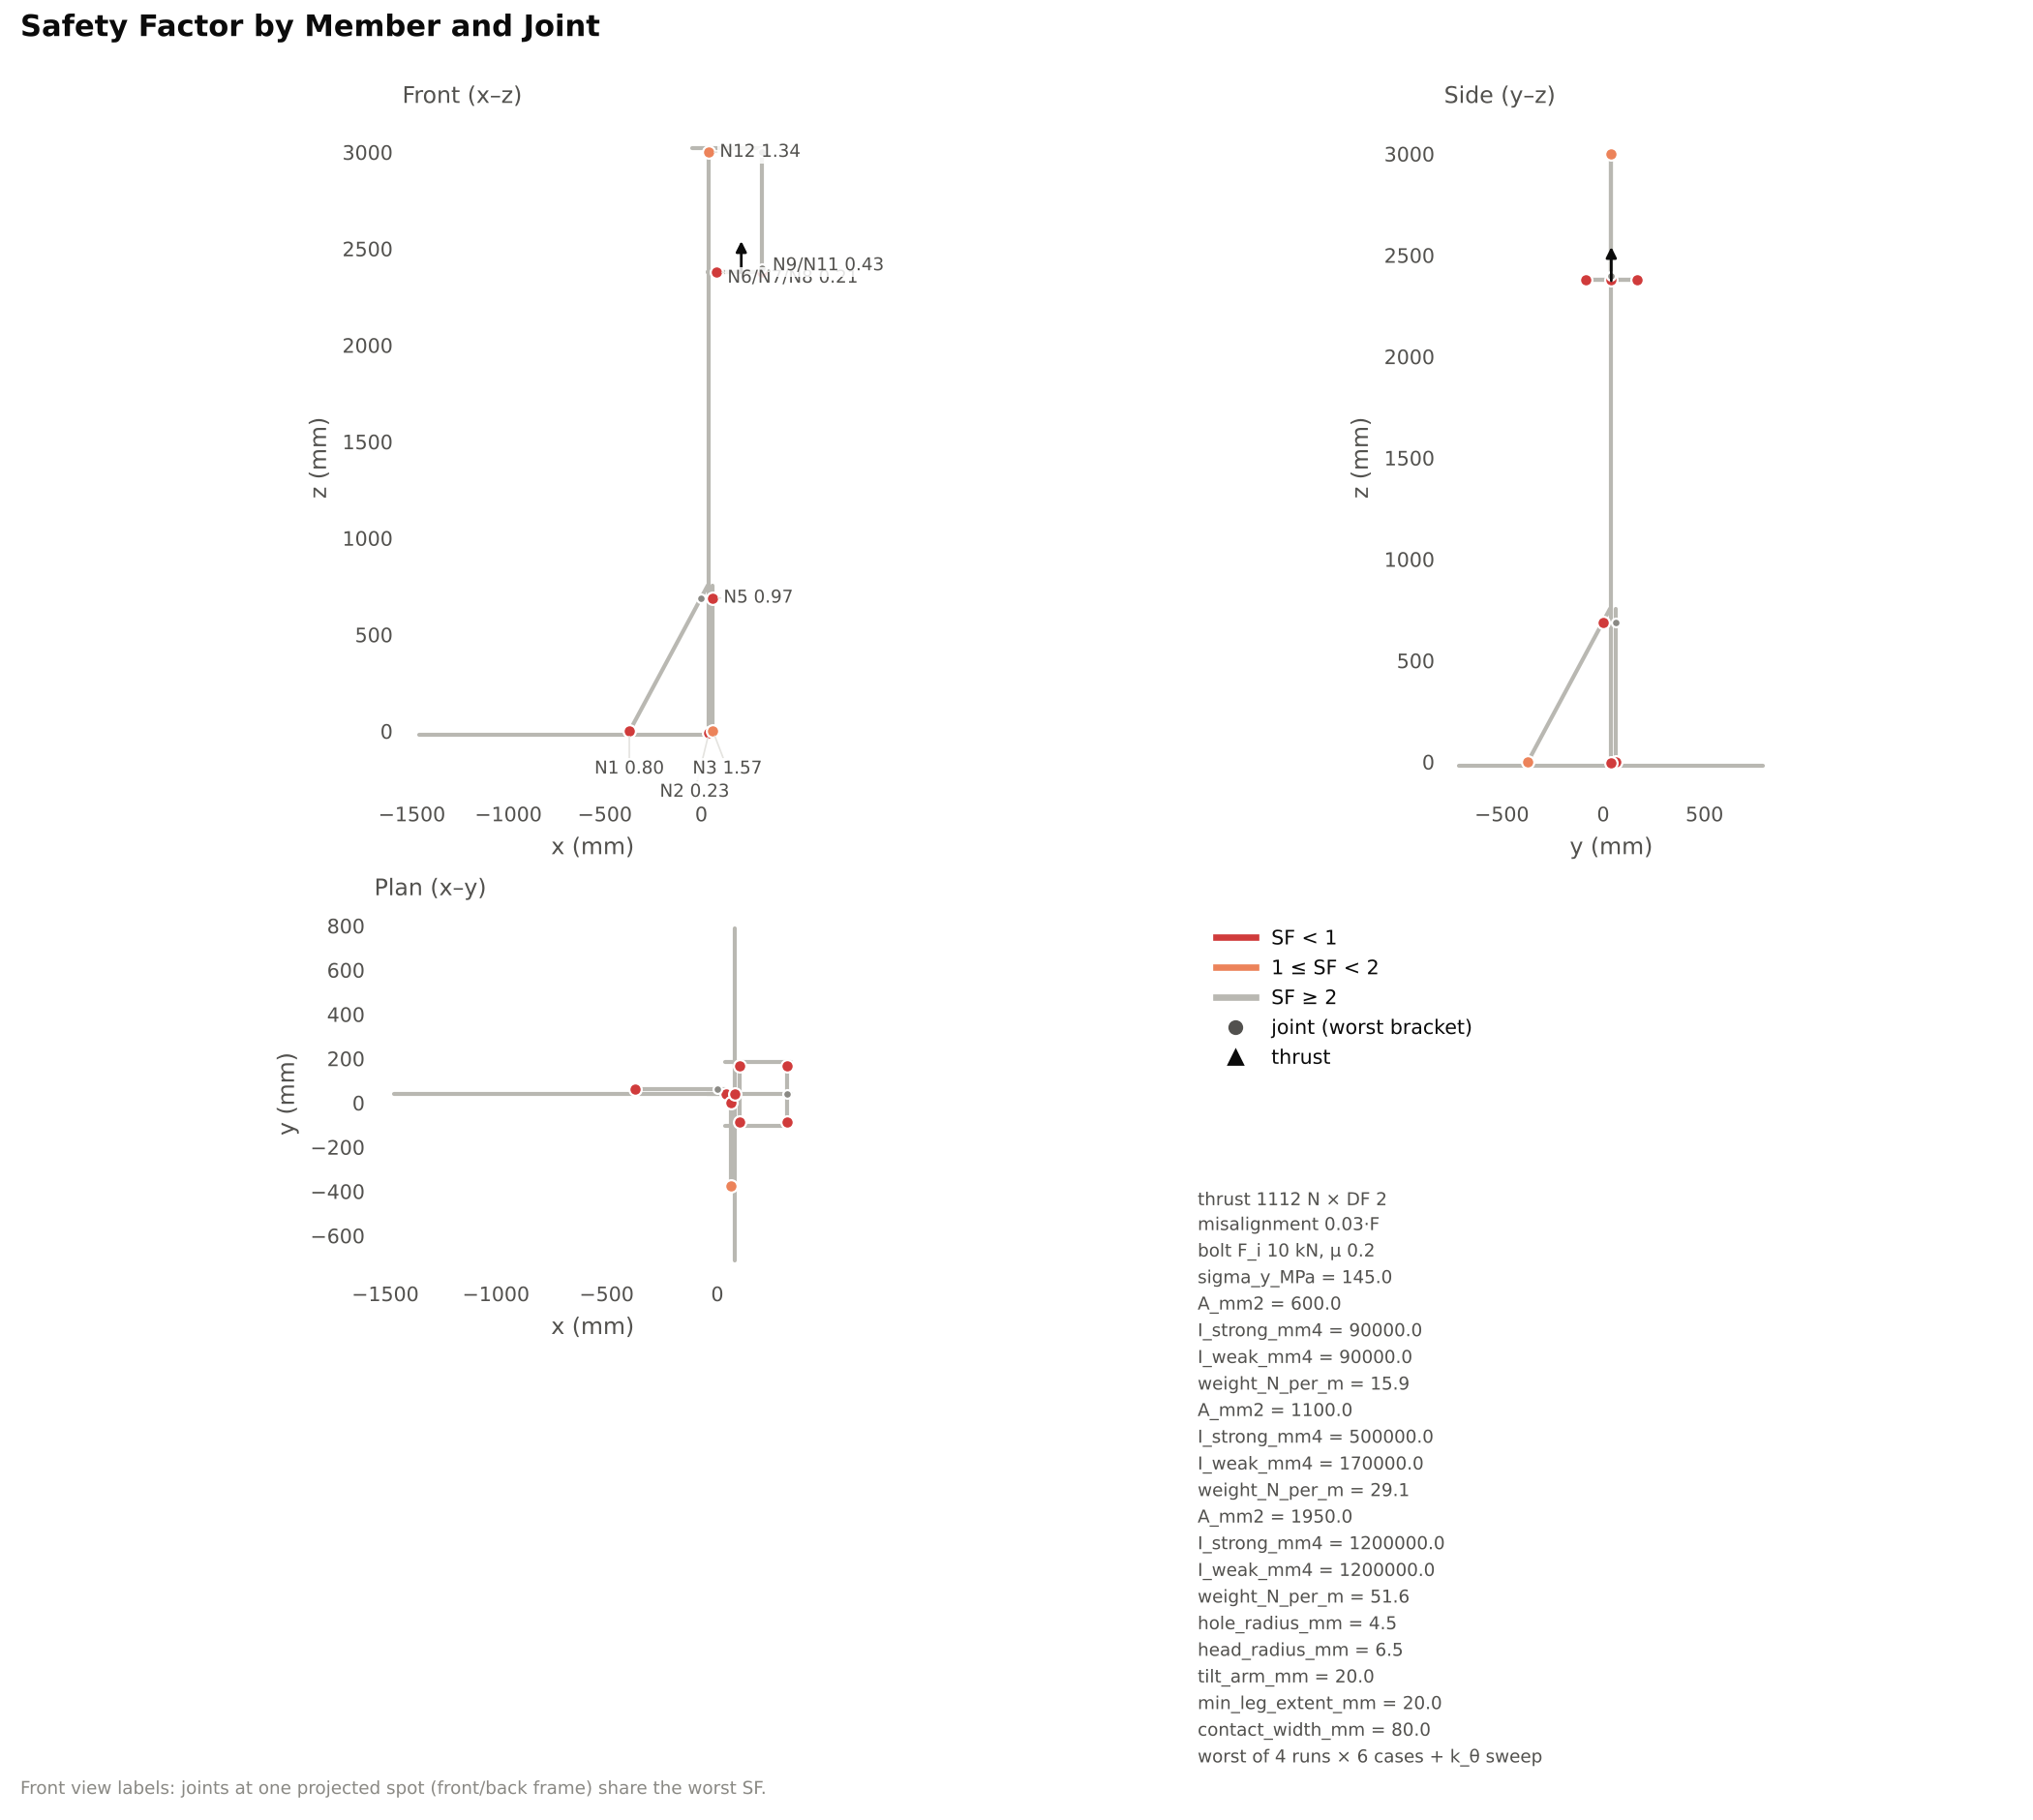 Safety Factor by Member and Joint
Front (x–z)
3000
2500
2000
1500
1000
500
0
z (mm)
N12 1.34
N9/N11 0.43
N6/N7/N8 0.21
N5 0.97
N1 0.80
N3 1.57
N2 0.23
−1500 −1000 −500 0
x (mm)
Side (y–z)
3000
2500
2000
1500
1000
500
0
z (mm)
−500 0 500
y (mm)
Plan (x–y)
800
600
400
200
0
−200
−400
−600
y (mm)
−1500 −1000 −500 0
x (mm)
SF < 1
1 ≤ SF < 2
SF ≥ 2
joint (worst bracket)
thrust
thrust 1112 N × DF 2
misalignment 0.03·F
bolt F_i 10 kN, μ 0.2
sigma_y_MPa = 145.0
A_mm2 = 600.0
I_strong_mm4 = 90000.0
I_weak_mm4 = 90000.0
weight_N_per_m = 15.9
A_mm2 = 1100.0
I_strong_mm4 = 500000.0
I_weak_mm4 = 170000.0
weight_N_per_m = 29.1
A_mm2 = 1950.0
I_strong_mm4 = 1200000.0
I_weak_mm4 = 1200000.0
weight_N_per_m = 51.6
hole_radius_mm = 4.5
head_radius_mm = 6.5
tilt_arm_mm = 20.0
min_leg_extent_mm = 20.0
contact_width_mm = 80.0
worst of 4 runs × 6 cases + k_θ sweep
Front view labels: joints at one projected spot (front/back frame) share the worst SF.